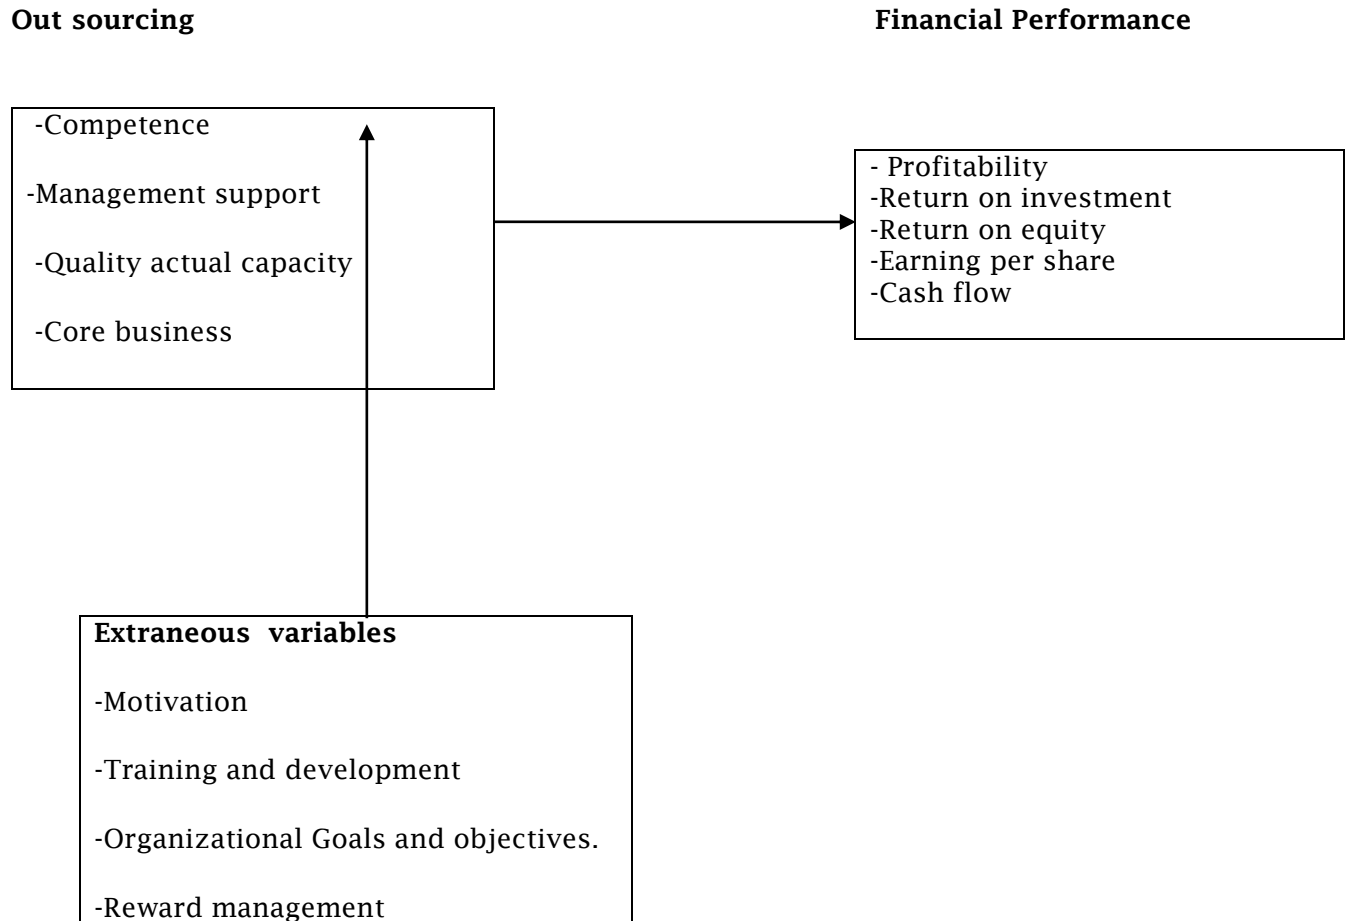 Out sourcing
Financial Performance
-Competence
-Management support
-Quality actual capacity
-Core business
- Profitability
-Return on investment
-Return on equity
-Earning per share
-Cash flow
Extraneous variables
-Motivation
-Training and development
-Organizational Goals and objectives.
-Reward management